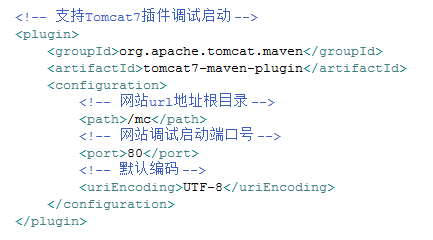 <!-- 支持Tomcat7插件调试启动 -->
<plugin>
<groupId>org.apache.tomcat.maven</groupId>
<artifactId>tomcat7-maven-plugin</artifactId>
<configuration>
<!-- 网站url地址根目录 -->
<path>/mc</path>
<!-- 网站调试启动端口号 -->
<port>80</port>
<!-- 默认编码 -->
<uriEncoding>UTF-8</uriEncoding>
</configuration>
</plugin>